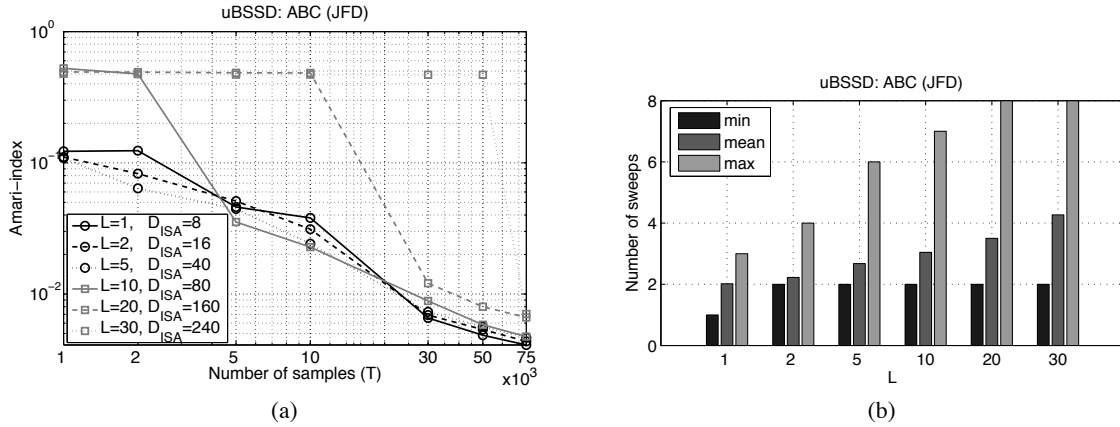 uBSSD: ABC (JFD)
10^0
10^−1
10^−2
Amari−index
L=1, D_ISA=8
L=2, D_ISA=16
L=5, D_ISA=40
L=10, D_ISA=80
L=20, D_ISA=160
L=30, D_ISA=240
1 2 5 10 30 50 75
Number of samples (T)
x10^3
(a)
uBSSD: ABC (JFD)
8
6
4
2
0
Number of sweeps
min
mean
max
1 2 5 10 20 30
L
(b)